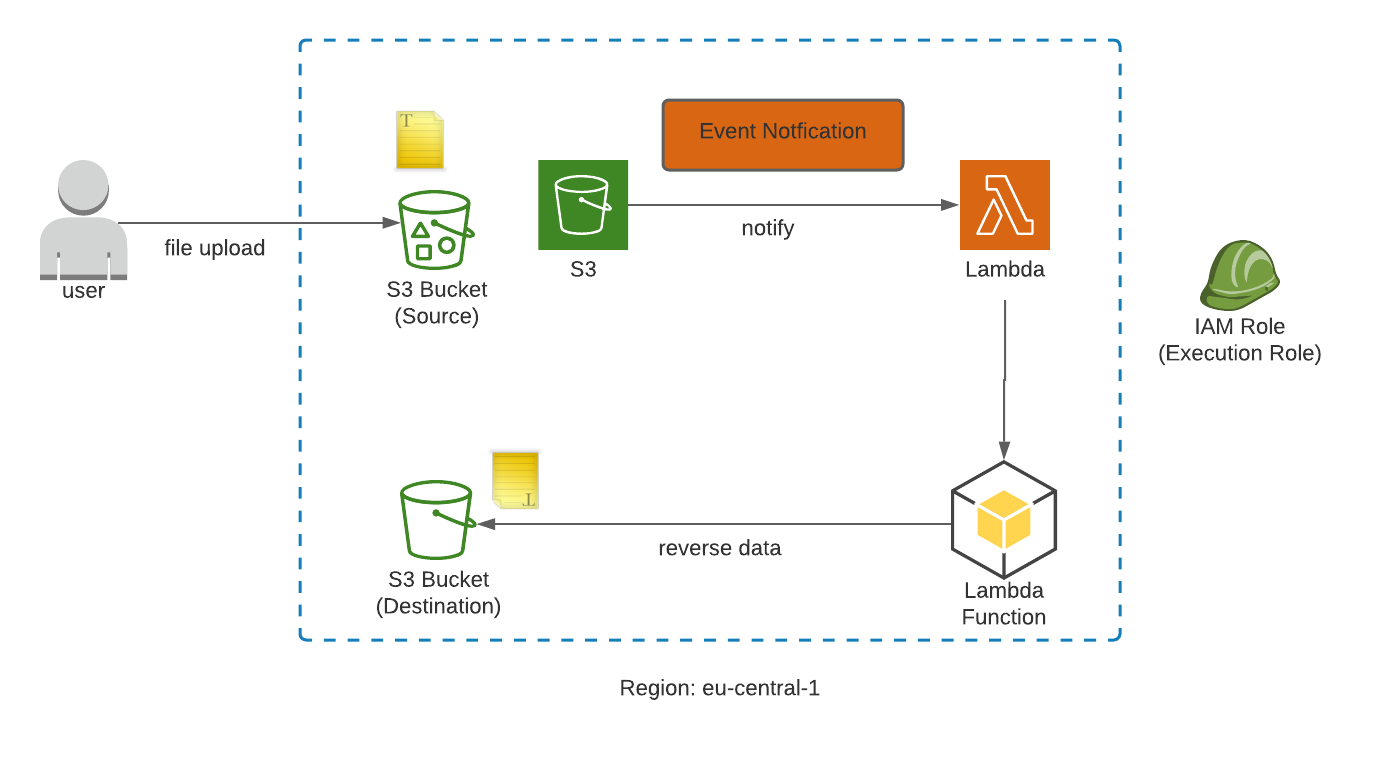 Event Notfication
T
file upload
notify
user
S3 Bucket
(Source)
S3
Lambda
IAM Role
(Execution Role)
T
reverse data
S3 Bucket
(Destination)
Lambda
Function
Region: eu-central-1